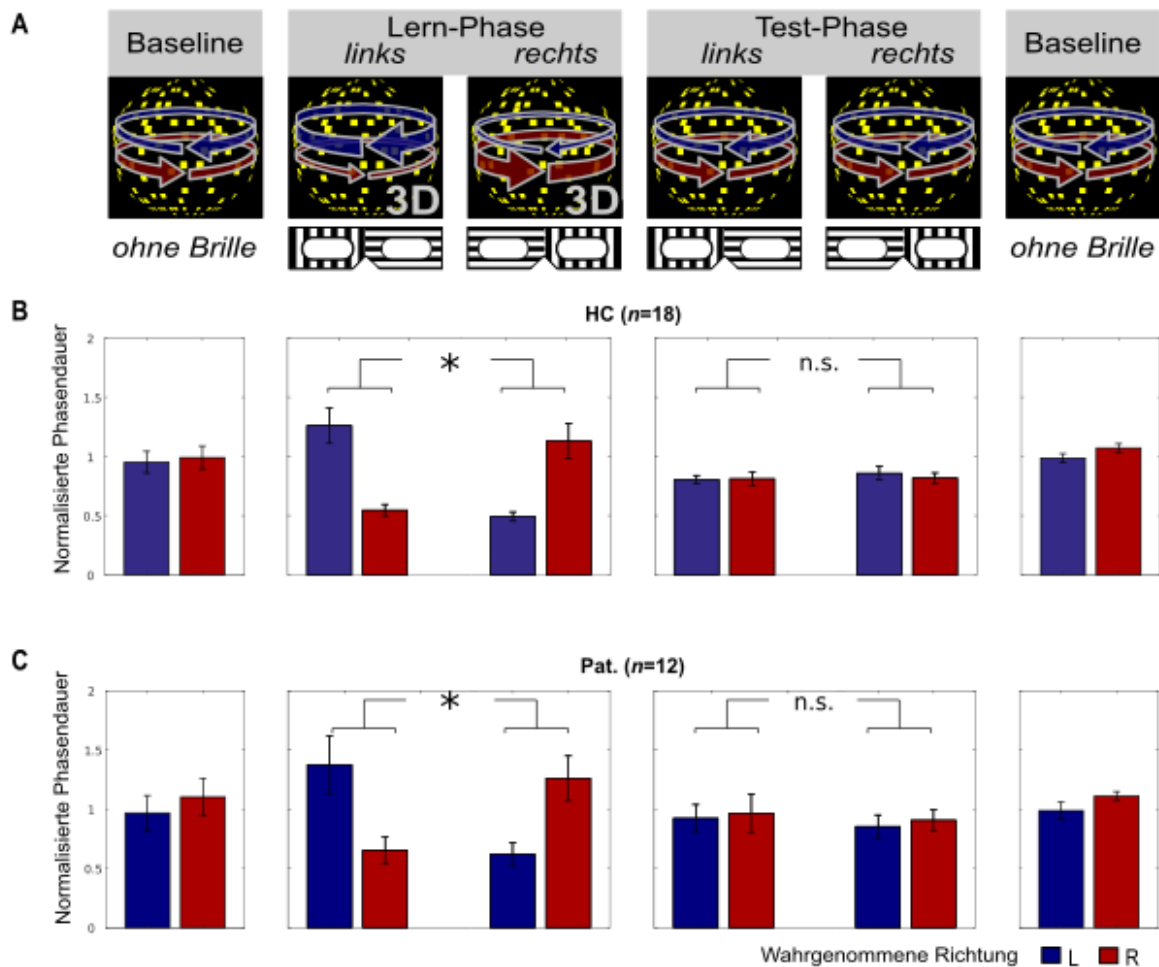 A
Baseline
Lern-Phase
links rechts
Test-Phase
links rechts
Baseline
3D
3D
ohne Brille
ohne Brille
B
HC (n=18)
Normalisierte Phasendauer
2
1.5
1
0.5
0
*
n.s.
C
Pat. (n=12)
Normalisierte Phasendauer
2
1.5
1
0.5
0
*
n.s.
Wahrgenommene Richtung L R